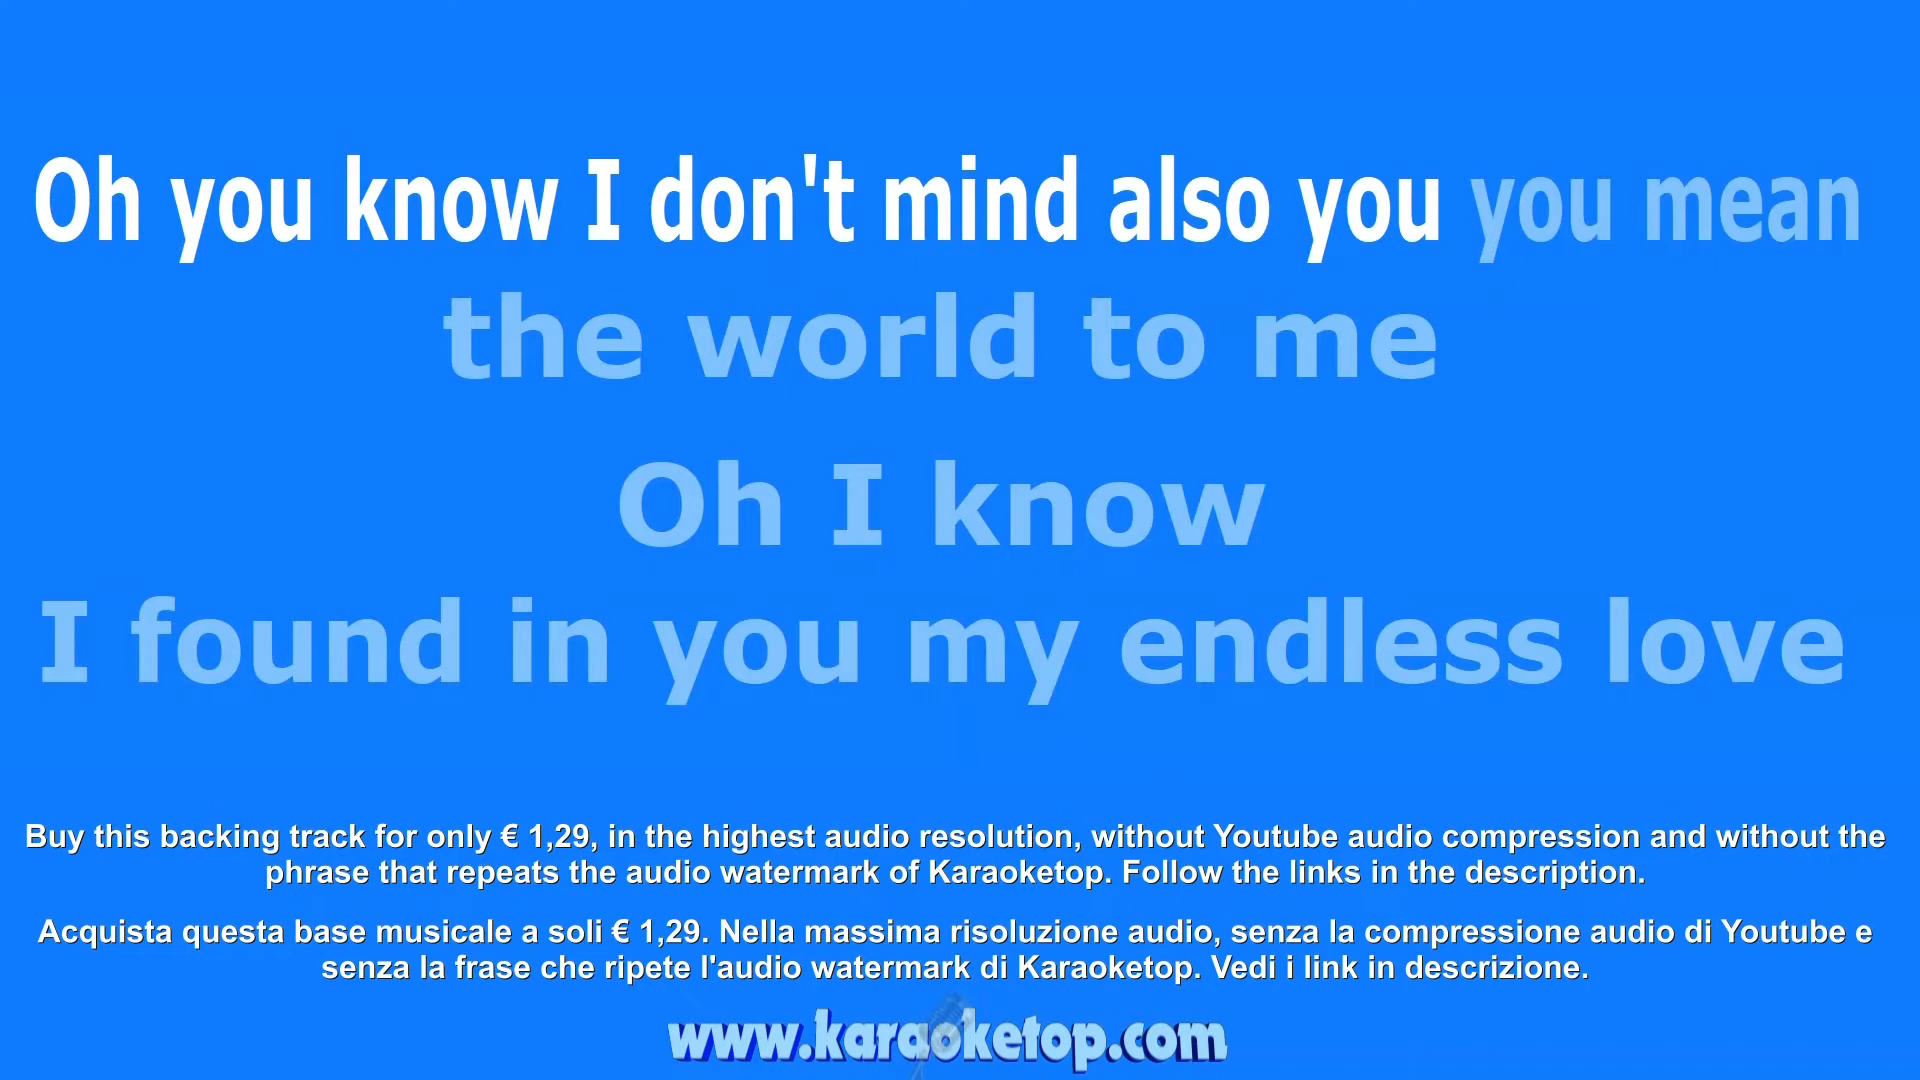 Oh you know I don't mind also you you mean
the world to me
Oh I know
I found in you my endless love
Buy this backing track for only € 1,29, in the highest audio resolution, without Youtube audio compression and without the
phrase that repeats the audio watermark of Karaoketop. Follow the links in the description.
Acquista questa base musicale a soli € 1,29. Nella massima risoluzione audio, senza la compressione audio di Youtube e
senza la frase che ripete l'audio watermark di Karaoketop. Vedi i link in descrizione.
www.karaoketop.com